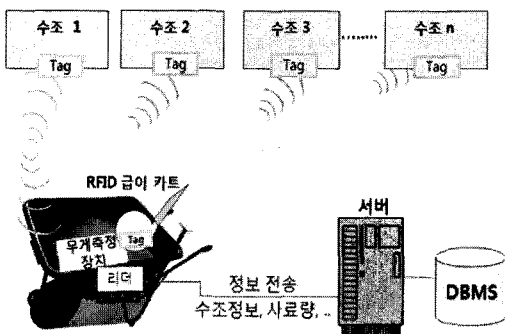 수조 1
수조 2
수조 3
수조 n
Tag
Tag
Tag
Tag
RFID 급이 카트
무게측정
장치
Tag
리더
정보 전송
수조정보, 사료량, ..
서버
DBMS